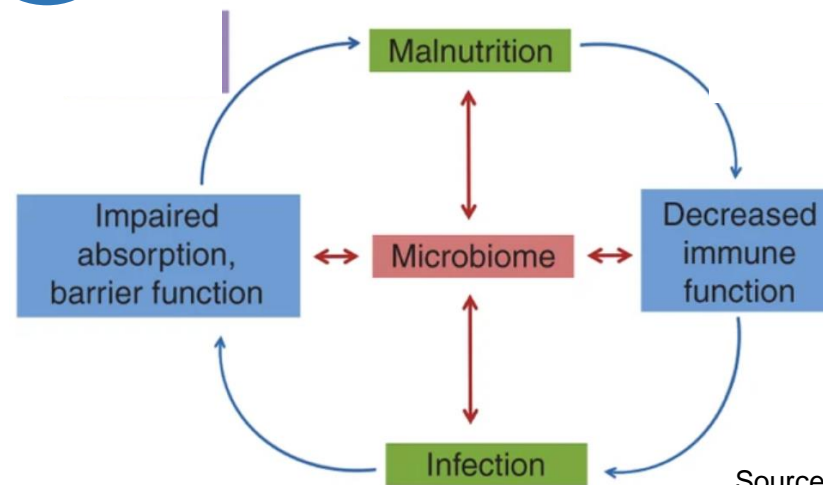 Malnutrition
Impaired
absorption,
barrier function
Microbiome
Decreased
immune
function
Infection
Source